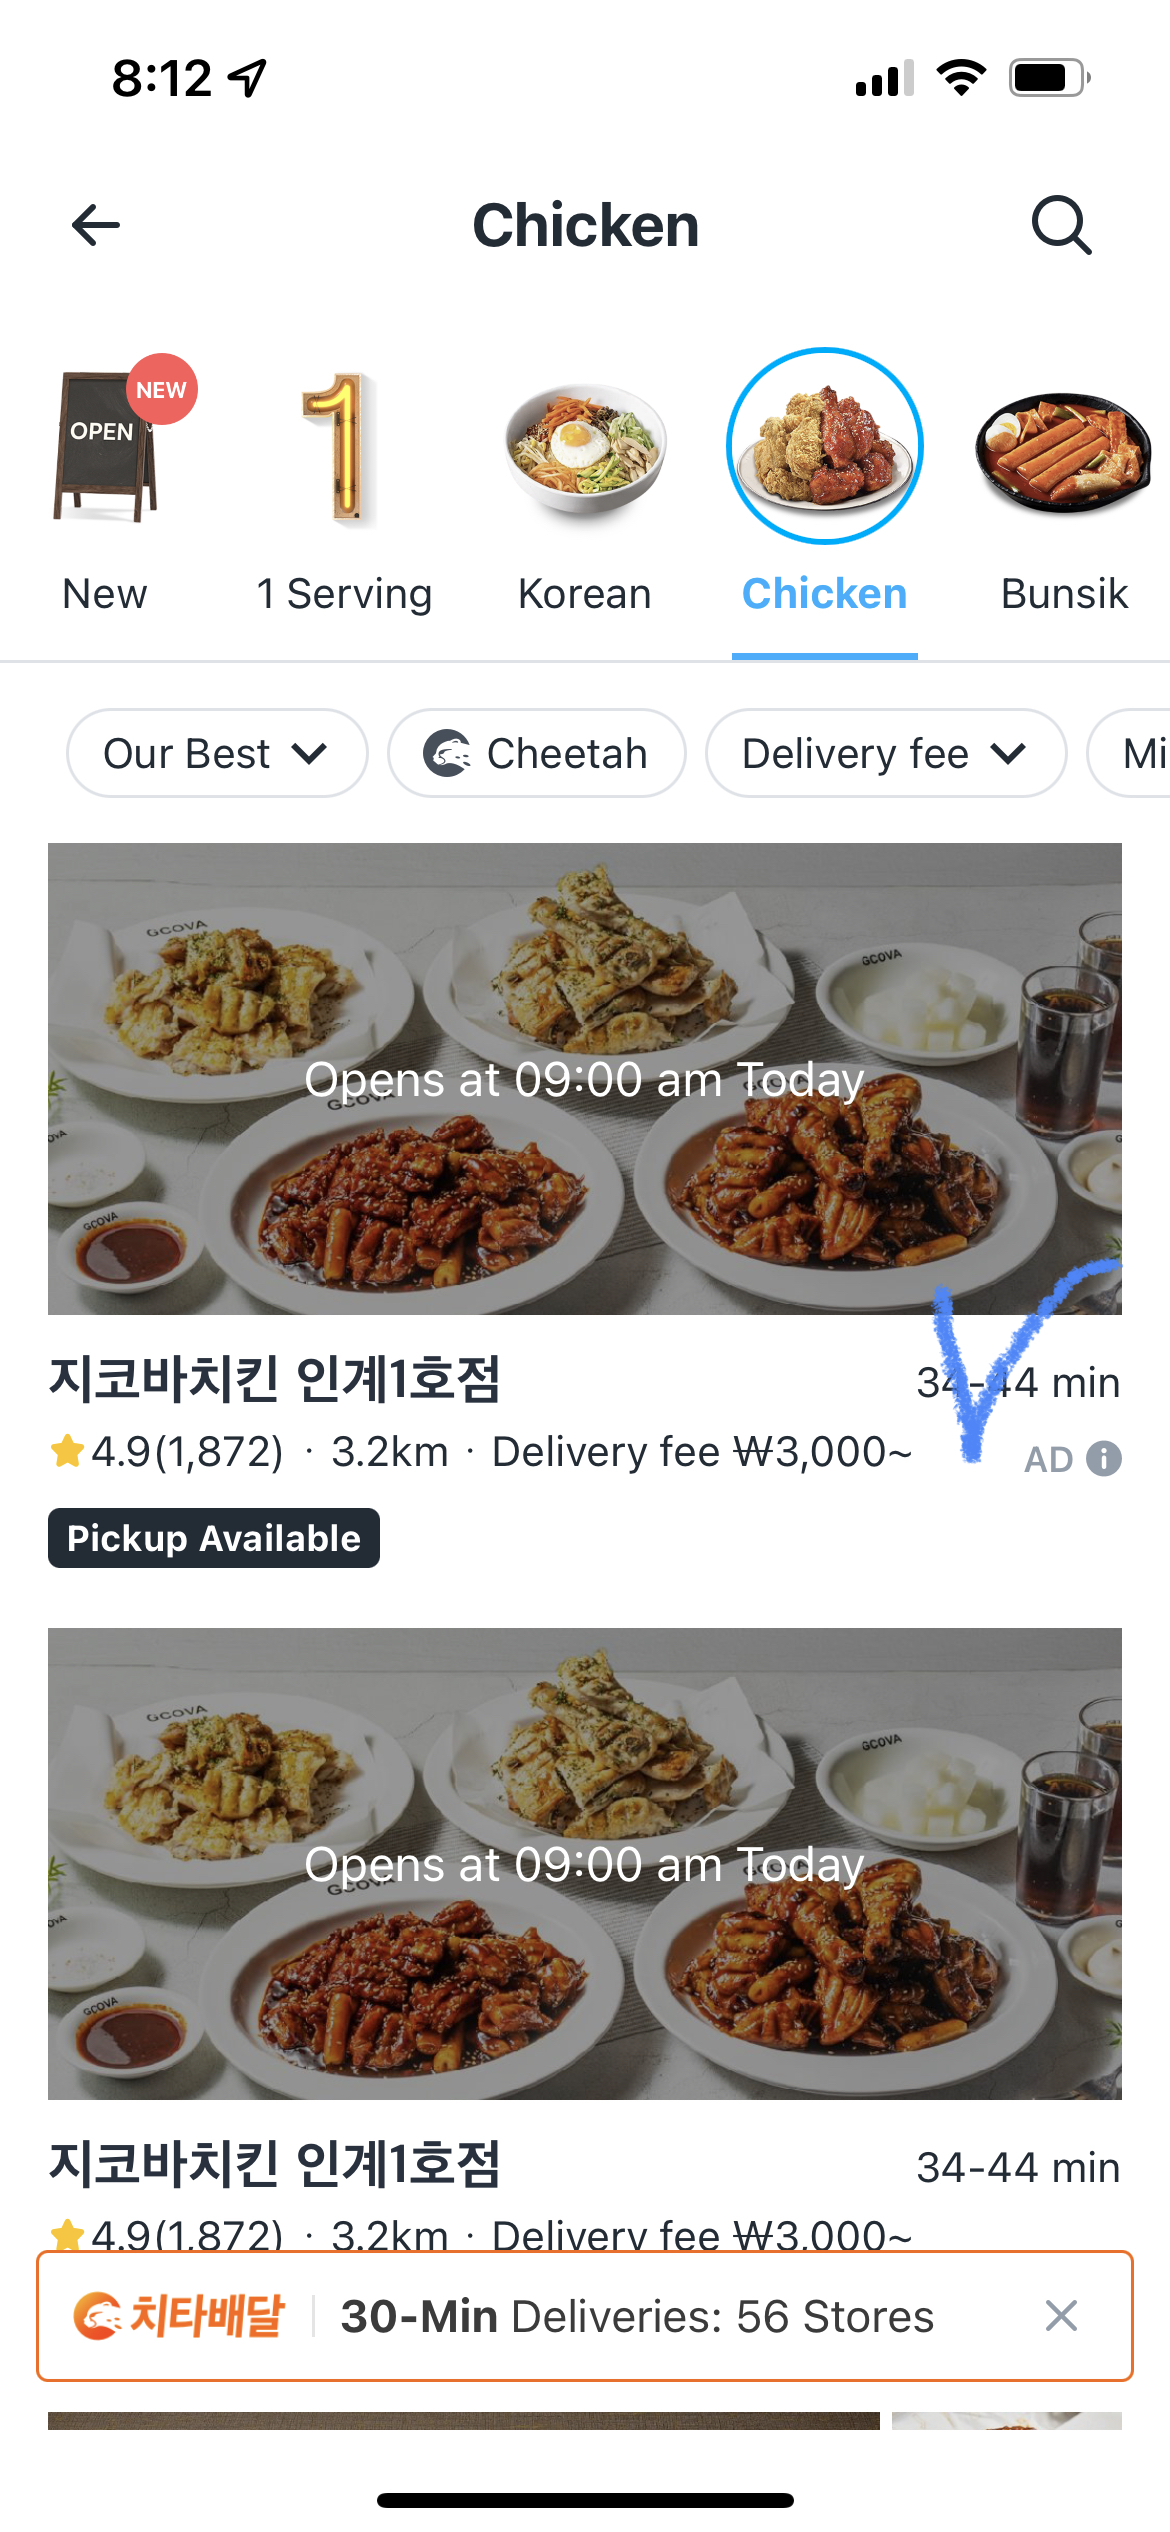 8:12
Chicken
NEW
OPEN
New
1 Serving
Korean
Chicken
Bunsik
Our Best
Cheetah
Delivery fee
Mi
GCOVA
GCOVA
Opens at 09:00 am Today
GCOVA
지코바치킨 인계1호점
34-44 min
4.9(1,872) · 3.2km · Delivery fee ₩3,000~
AD
Pickup Available
GCOVA
GCOVA
Opens at 09:00 am Today
GCOVA
지코바치킨 인계1호점
34-44 min
4.9(1,872) · 3.2km · Delivery fee ₩3,000~
치타배달
30-Min Deliveries: 56 Stores